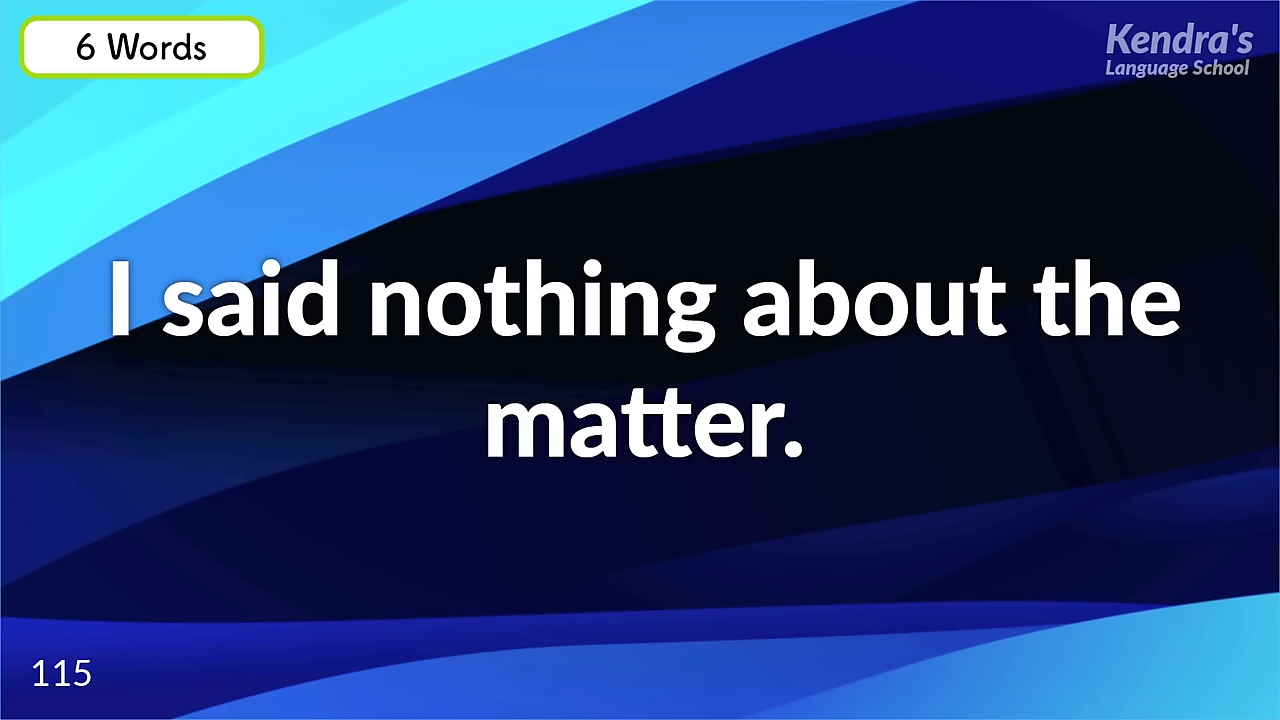 6 Words
Kendra's
Language School
I said nothing about the
matter.
115